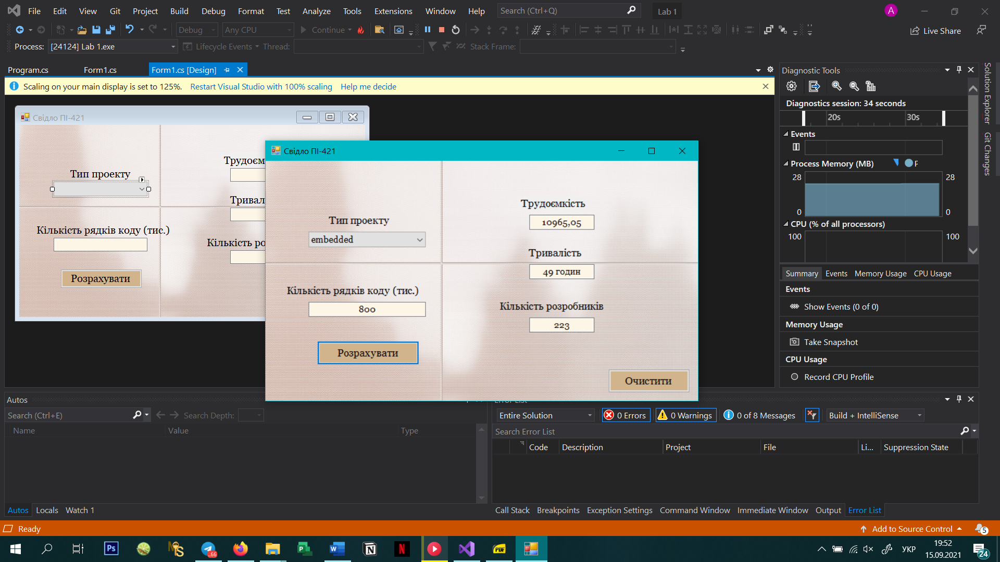 File Edit View Git Project Build Debug Format Test Analyze Tools Extensions Window Help Search (Ctrl+Q) Lab 1 A
Debug Any CPU Continue Live Share
Process: [24124] Lab 1.exe Lifecycle Events Thread: Stack Frame:
Program.cs Form1.cs Form1.cs [Design]
Scaling on your main display is set to 125%. Restart Visual Studio with 100% scaling Help me decide
Свідло ПІ-421
Тип проекту
Кількість рядків коду (тис.)
Розрахувати
Трудоєм
Тривал
Кількість ро
Свідло ПІ-421
Тип проекту
embedded
Кількість рядків коду (тис.)
800
Розрахувати
Трудоємкість
10965,05
Тривалість
49 годин
Кількість розробників
223
Очистити
Diagnostic Tools
Diagnostics session: 34 seconds
20s 30s
Events
Process Memory (MB) P
28 28
0 0
CPU (% of all processors)
100 100
Summary Events Memory Usage CPU Usage
Events
Show Events (0 of 0)
Memory Usage
Take Snapshot
CPU Usage
Record CPU Profile
Solution Explorer
Git Changes
Autos
Search (Ctrl+E) Search Depth:
Name Value Type
Autos Locals Watch 1
Error List
Entire Solution 0 Errors 0 Warnings 0 of 8 Messages Build + IntelliSense
Search Error List
Code Description Project File Li... Suppression State
Call Stack Breakpoints Exception Settings Command Window Immediate Window Output Error List
Ready Add to Source Control 5
Ps MS ..66 P W N N PDF УКР 19:52
15.09.2021 24